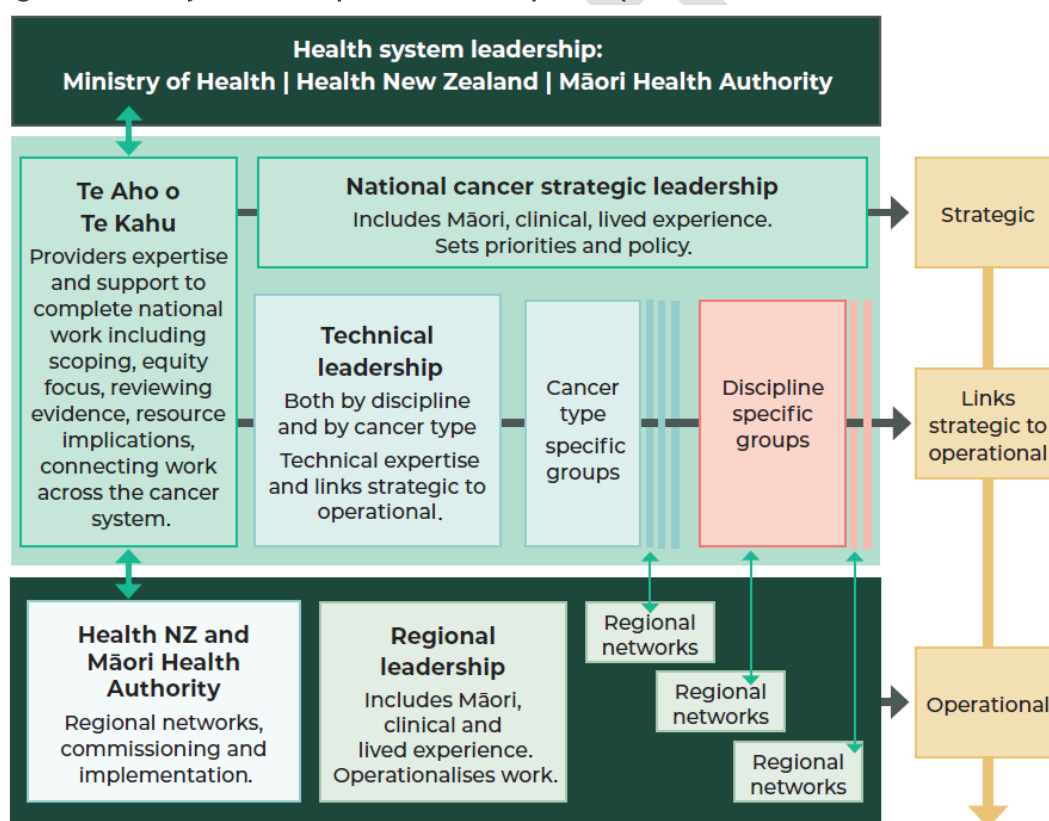 Health system leadership:
Ministry of Health | Health New Zealand | Māori Health Authority
Te Aho o
Te Kahu
Providers expertise
and support to
complete national
work including
scoping, equity
focus, reviewing
evidence, resource
implications,
connecting work
across the cancer
system.
National cancer strategic leadership
Includes Māori, clinical, lived experience.
Sets priorities and policy.
Strategic
Technical
leadership
Both by discipline
and by cancer type
Technical expertise
and links strategic to
operational.
Cancer
type
specific
groups
Discipline
specific
groups
Links
strategic to
operational
Health NZ and
Māori Health
Authority
Regional networks,
commissioning and
implementation.
Regional
leadership
Includes Māori,
clinical and
lived experience.
Operationalises work.
Regional
networks
Regional
networks
Regional
networks
Operational